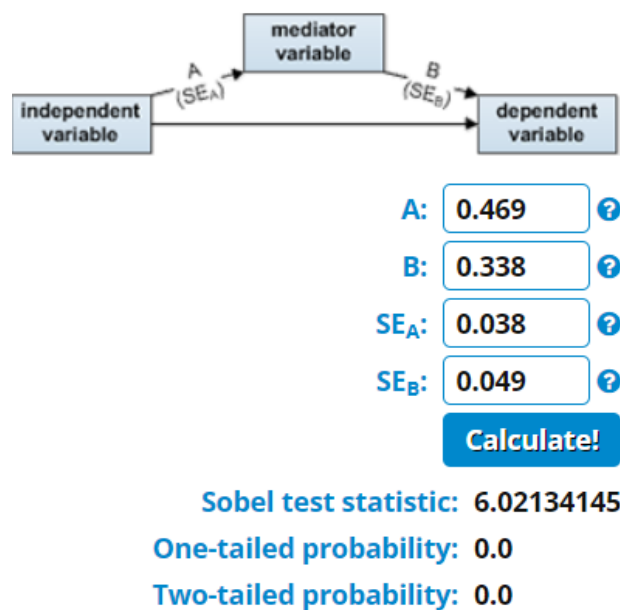 mediator
variable
A
(SEA)
B
(SEB)
independent
variable
dependent
variable
A: 0.469 ?
B: 0.338 ?
SEA: 0.038 ?
SEB: 0.049 ?
Calculate!
Sobel test statistic: 6.02134145
One-tailed probability: 0.0
Two-tailed probability: 0.0